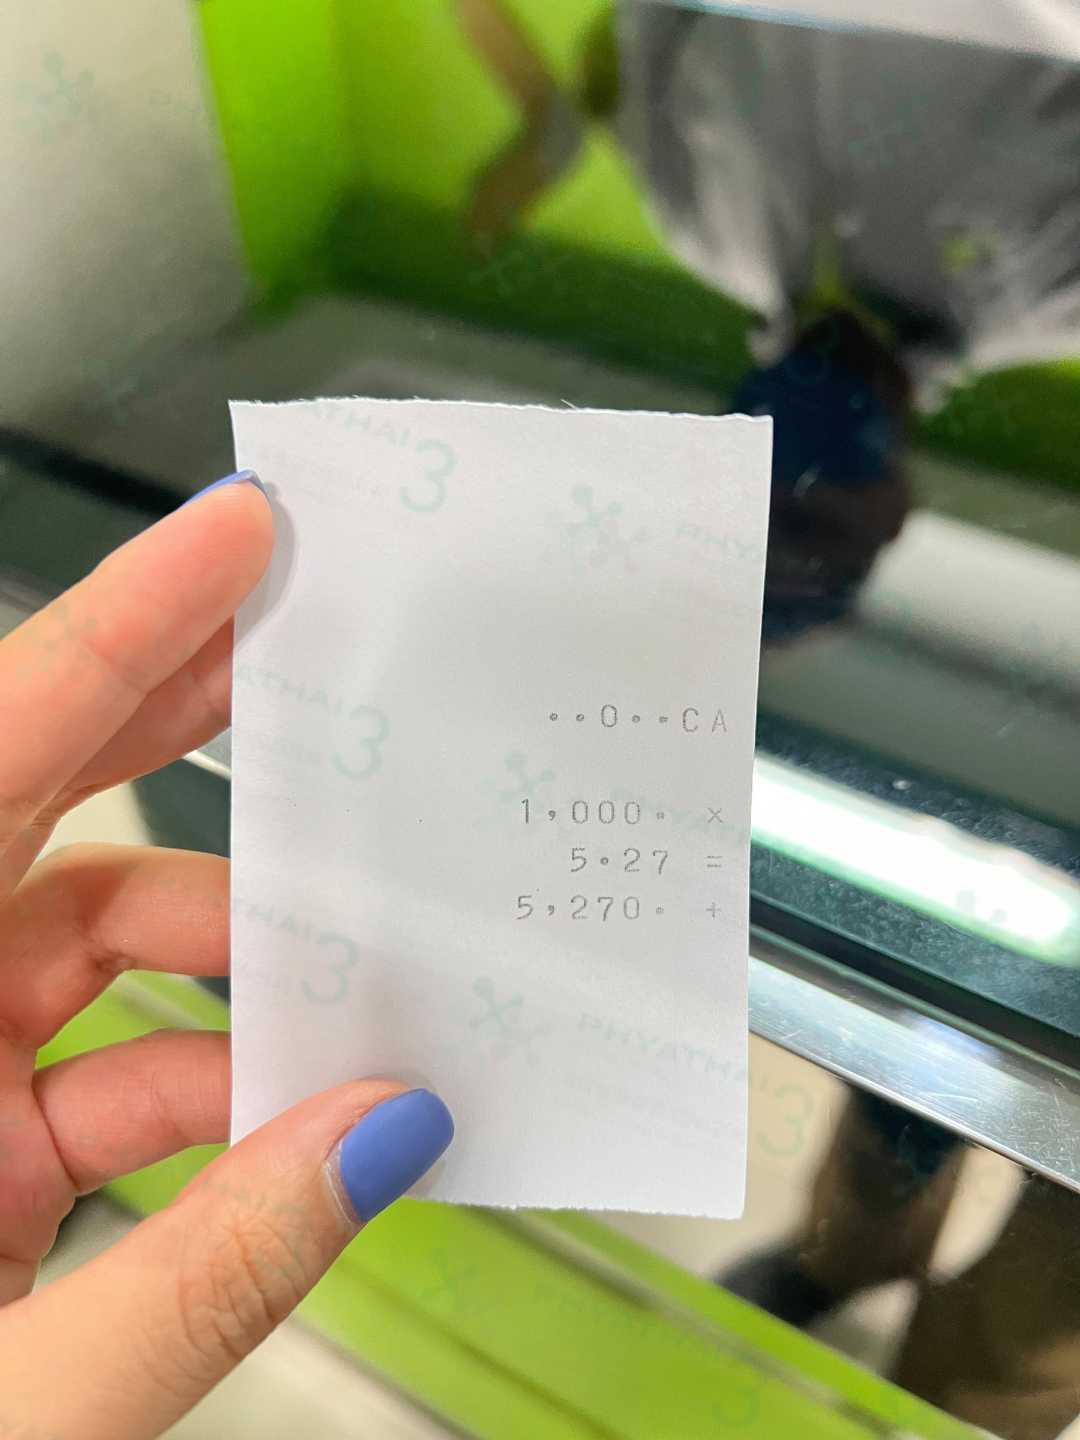 ··0··CA
1,000. ×
5.27 =
5,270. +
PHYATHAI 3